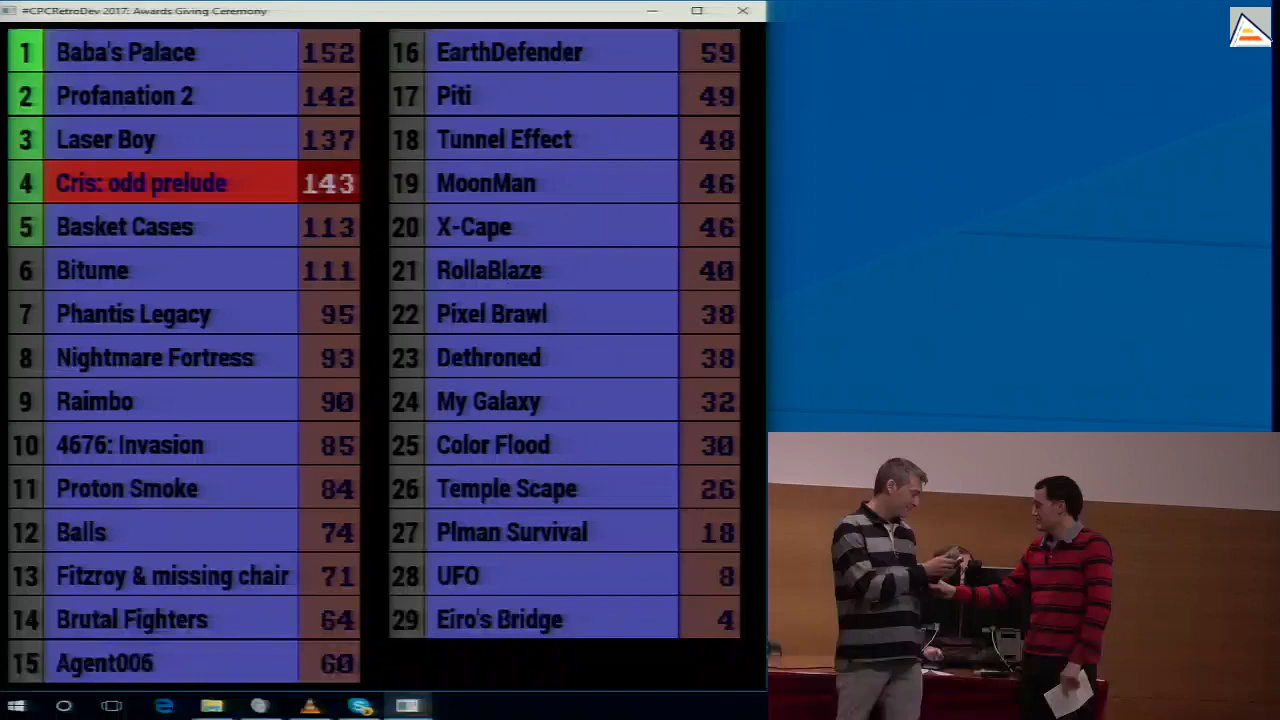 #CPCRetroDev 2017: Awards Giving Ceremony
1 Baba's Palace 152
2 Profanation 2 142
3 Laser Boy 137
4 Cris: odd prelude 143
5 Basket Cases 113
6 Bitume 111
7 Phantis Legacy 95
8 Nightmare Fortress 93
9 Raimbo 90
10 4676: Invasion 85
11 Proton Smoke 84
12 Balls 74
13 Fitzroy & missing chair 71
14 Brutal Fighters 64
15 Agent006 60
16 EarthDefender 59
17 Piti 49
18 Tunnel Effect 48
19 MoonMan 46
20 X-Cape 46
21 RollaBlaze 40
22 Pixel Brawl 38
23 Dethroned 38
24 My Galaxy 32
25 Color Flood 30
26 Temple Scape 26
27 Plman Survival 18
28 UFO 8
29 Eiro's Bridge 4